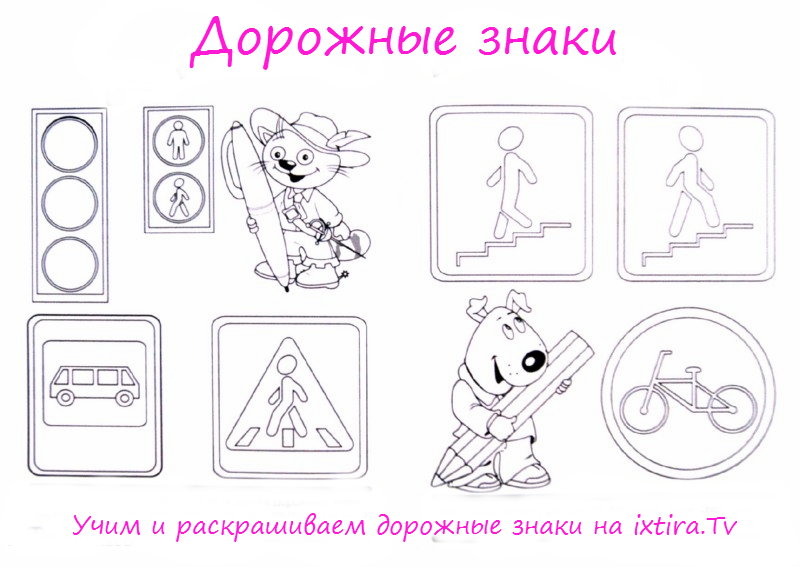 Дорожные знаки
Учим и раскрашиваем дорожные знаки на ixtira.Tv